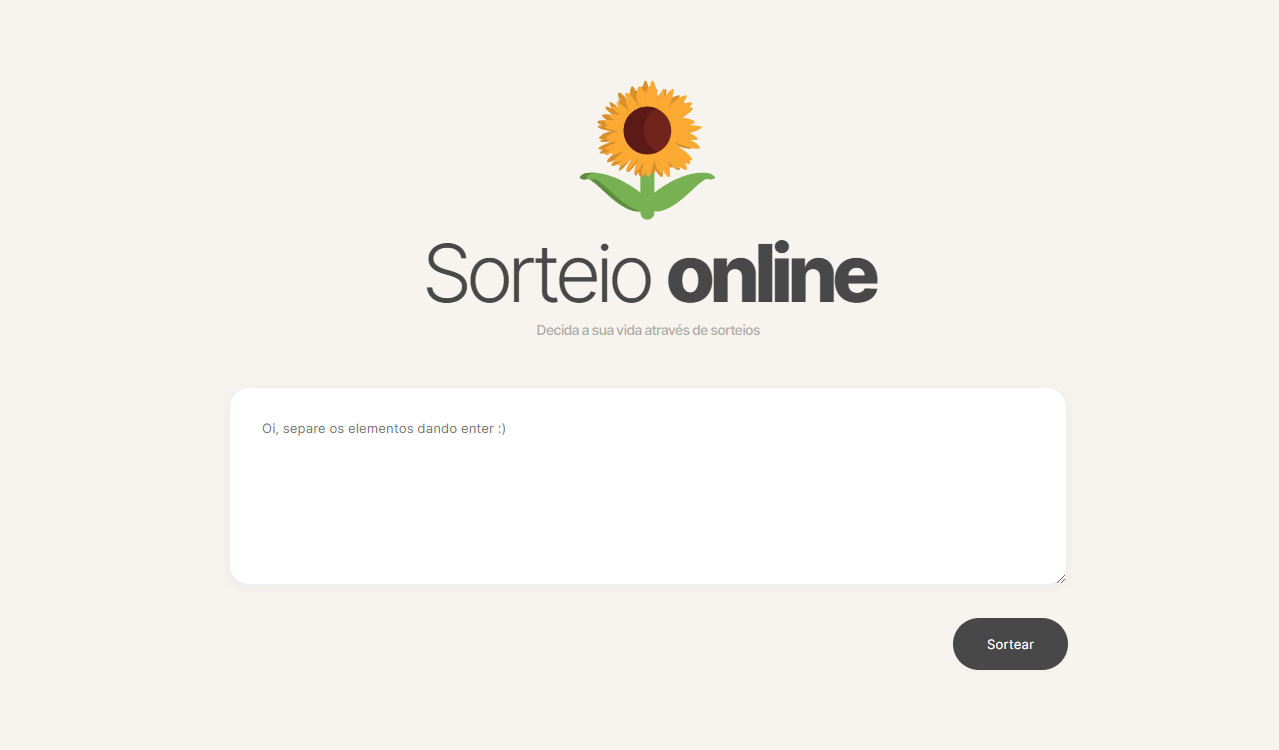 Sorteio online
Decida a sua vida através de sorteios
Oi, separe os elementos dando enter :)
Sortear